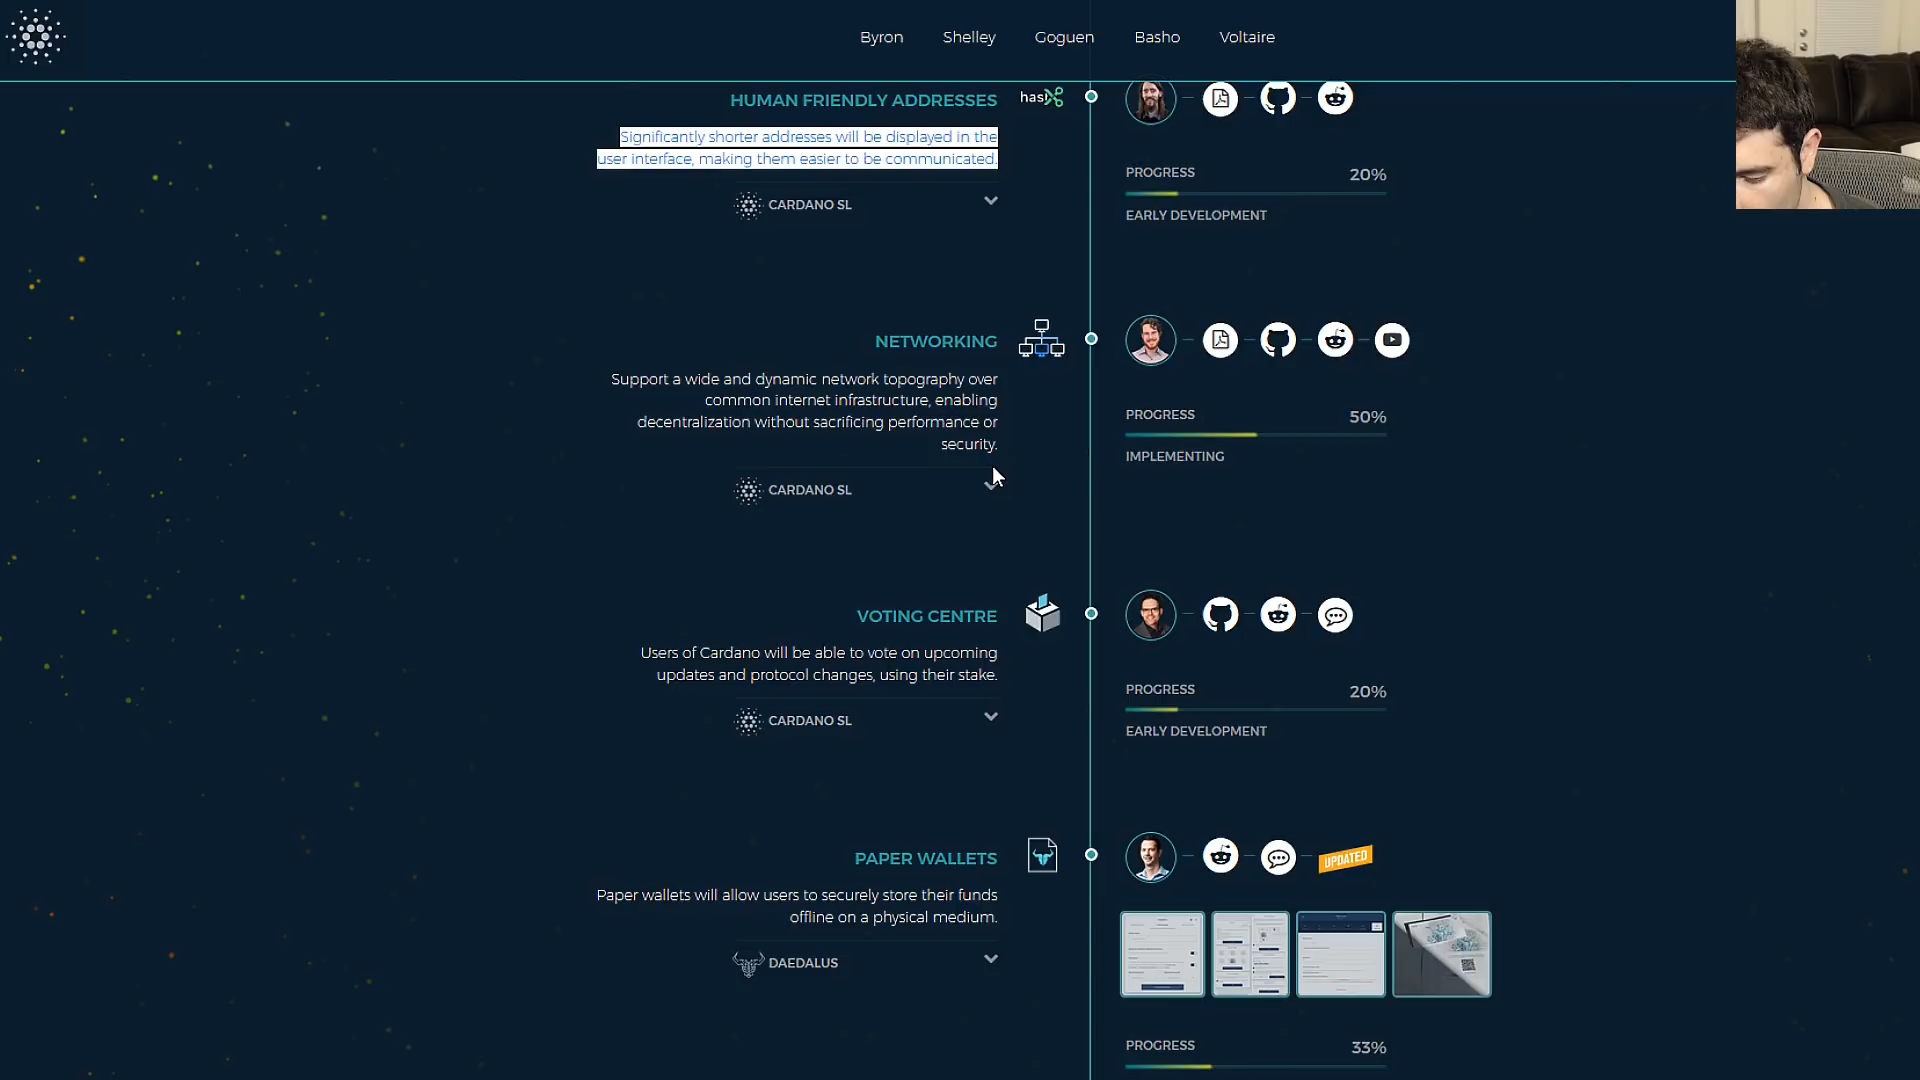 Byron Shelley Goguen Basho Voltaire
HUMAN FRIENDLY ADDRESSES
hask
Significantly shorter addresses will be displayed in the
user interface, making them easier to be communicated.
CARDANO SL
PROGRESS 20%
EARLY DEVELOPMENT
NETWORKING
Support a wide and dynamic network topography over
common internet infrastructure, enabling
decentralization without sacrificing performance or
security.
CARDANO SL
PROGRESS 50%
IMPLEMENTING
VOTING CENTRE
Users of Cardano will be able to vote on upcoming
updates and protocol changes, using their stake.
CARDANO SL
PROGRESS 20%
EARLY DEVELOPMENT
PAPER WALLETS
UPDATED
Paper wallets will allow users to securely store their funds
offline on a physical medium.
DAEDALUS
PROGRESS 33%